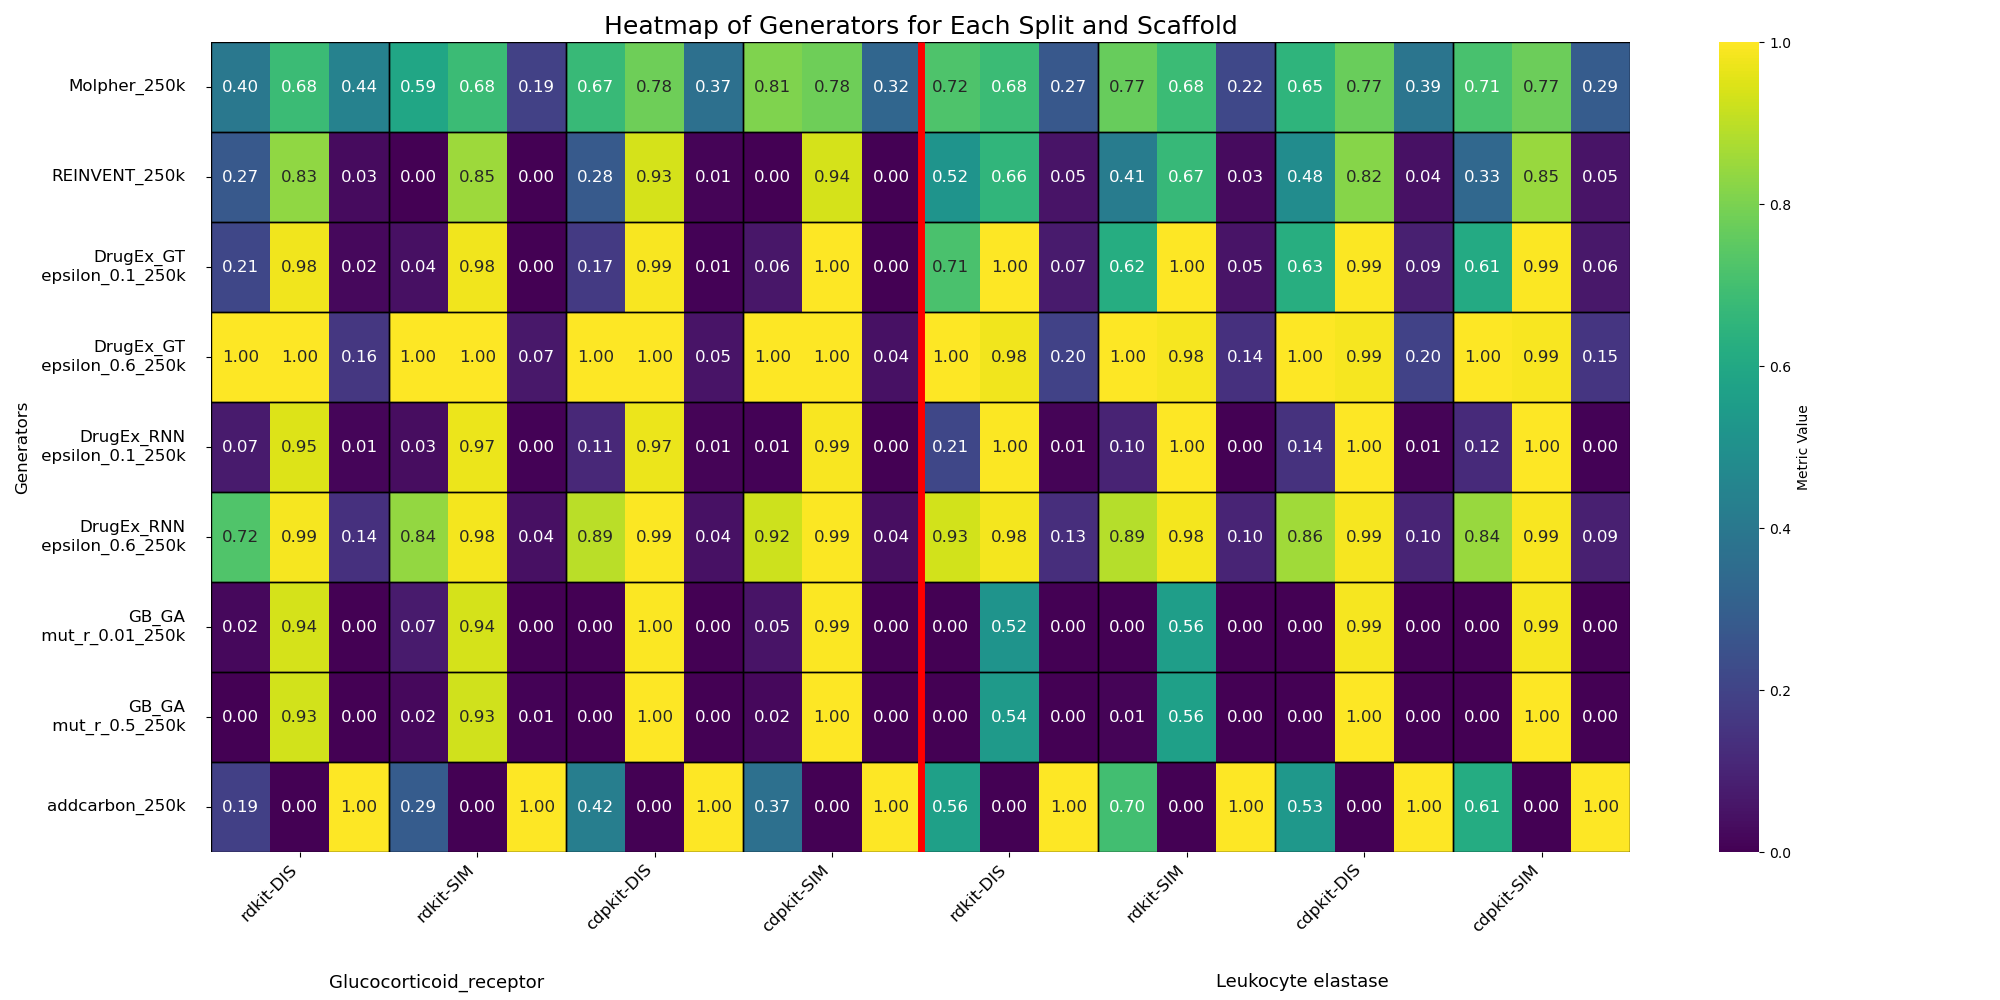 Heatmap of Generators for Each Split and Scaffold
Generators
Molpher_250k 0.40 0.68 0.44 0.59 0.68 0.19 0.67 0.78 0.37 0.81 0.78 0.32 0.72 0.68 0.27 0.77 0.68 0.22 0.65 0.77 0.39 0.71 0.77 0.29
REINVENT_250k 0.27 0.83 0.03 0.00 0.85 0.00 0.28 0.93 0.01 0.00 0.94 0.00 0.52 0.66 0.05 0.41 0.67 0.03 0.48 0.82 0.04 0.33 0.85 0.05
DrugEx_GT
epsilon_0.1_250k 0.21 0.98 0.02 0.04 0.98 0.00 0.17 0.99 0.01 0.06 1.00 0.00 0.71 1.00 0.07 0.62 1.00 0.05 0.63 0.99 0.09 0.61 0.99 0.06
DrugEx_GT
epsilon_0.6_250k 1.00 1.00 0.16 1.00 1.00 0.07 1.00 1.00 0.05 1.00 1.00 0.04 1.00 0.98 0.20 1.00 0.98 0.14 1.00 0.99 0.20 1.00 0.99 0.15
DrugEx_RNN
epsilon_0.1_250k 0.07 0.95 0.01 0.03 0.97 0.00 0.11 0.97 0.01 0.01 0.99 0.00 0.21 1.00 0.01 0.10 1.00 0.00 0.14 1.00 0.01 0.12 1.00 0.00
DrugEx_RNN
epsilon_0.6_250k 0.72 0.99 0.14 0.84 0.98 0.04 0.89 0.99 0.04 0.92 0.99 0.04 0.93 0.98 0.13 0.89 0.98 0.10 0.86 0.99 0.10 0.84 0.99 0.09
GB_GA
mut_r_0.01_250k 0.02 0.94 0.00 0.07 0.94 0.00 0.00 1.00 0.00 0.05 0.99 0.00 0.00 0.52 0.00 0.00 0.56 0.00 0.00 0.99 0.00 0.00 0.99 0.00
GB_GA
mut_r_0.5_250k 0.00 0.93 0.00 0.02 0.93 0.01 0.00 1.00 0.00 0.02 1.00 0.00 0.00 0.54 0.00 0.01 0.56 0.00 0.00 1.00 0.00 0.00 1.00 0.00
addcarbon_250k 0.19 0.00 1.00 0.29 0.00 1.00 0.42 0.00 1.00 0.37 0.00 1.00 0.56 0.00 1.00 0.70 0.00 1.00 0.53 0.00 1.00 0.61 0.00 1.00
rdkit-DIS rdkit-SIM cdpkit-DIS cdpkit-SIM rdkit-DIS rdkit-SIM cdpkit-DIS cdpkit-SIM
Glucocorticoid_receptor Leukocyte elastase
1.0
0.8
0.6
0.4
0.2
0.0
Metric Value